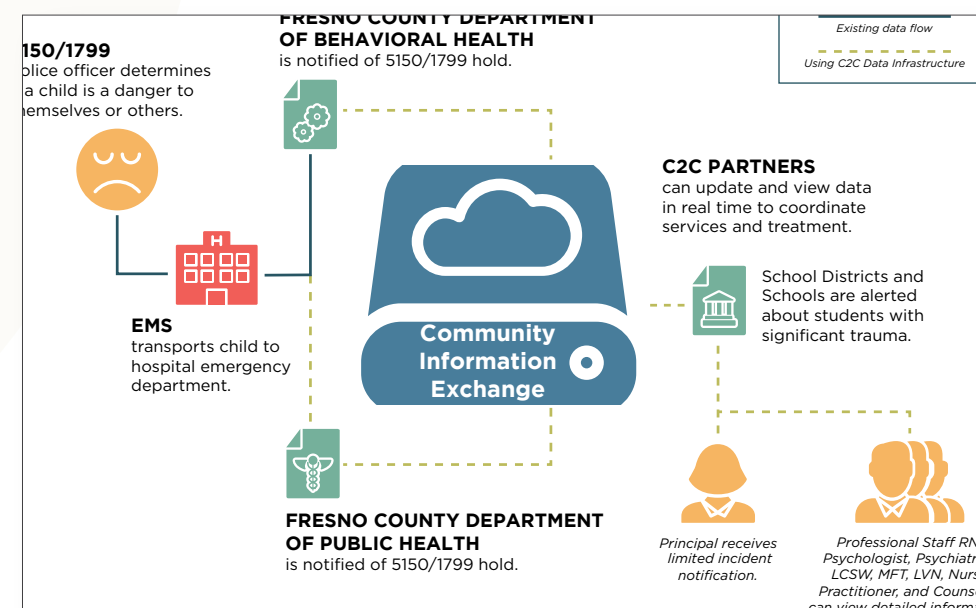 150/1799
olice officer determines
a child is a danger to
hemselves or others.
FRESNO COUNTY DEPARTMENT
OF BEHAVIORAL HEALTH
is notified of 5150/1799 hold.
Existing data flow
Using C2C Data Infrastructure
H
EMS
transports child to
hospital emergency
department.
Community
Information
Exchange
C2C PARTNERS
can update and view data
in real time to coordinate
services and treatment.
School Districts and
Schools are alerted
about students with
significant trauma.
FRESNO COUNTY DEPARTMENT
OF PUBLIC HEALTH
is notified of 5150/1799 hold.
Principal receives
limited incident
notification.
Professional Staff RN
Psychologist, Psychiatr
LCSW, MFT, LVN, Nurs
Practitioner, and Couns
can view detailed inform